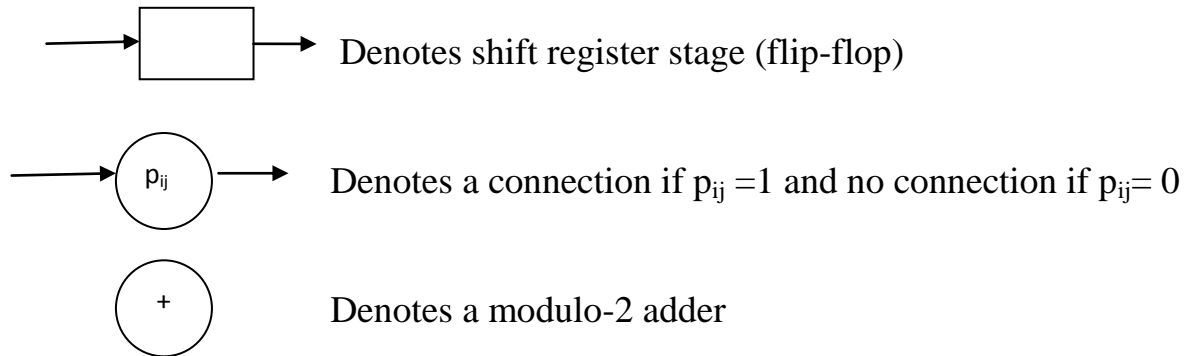 Denotes shift register stage (flip-flop)
pij Denotes a connection if pij =1 and no connection if pij= 0
+ Denotes a modulo-2 adder